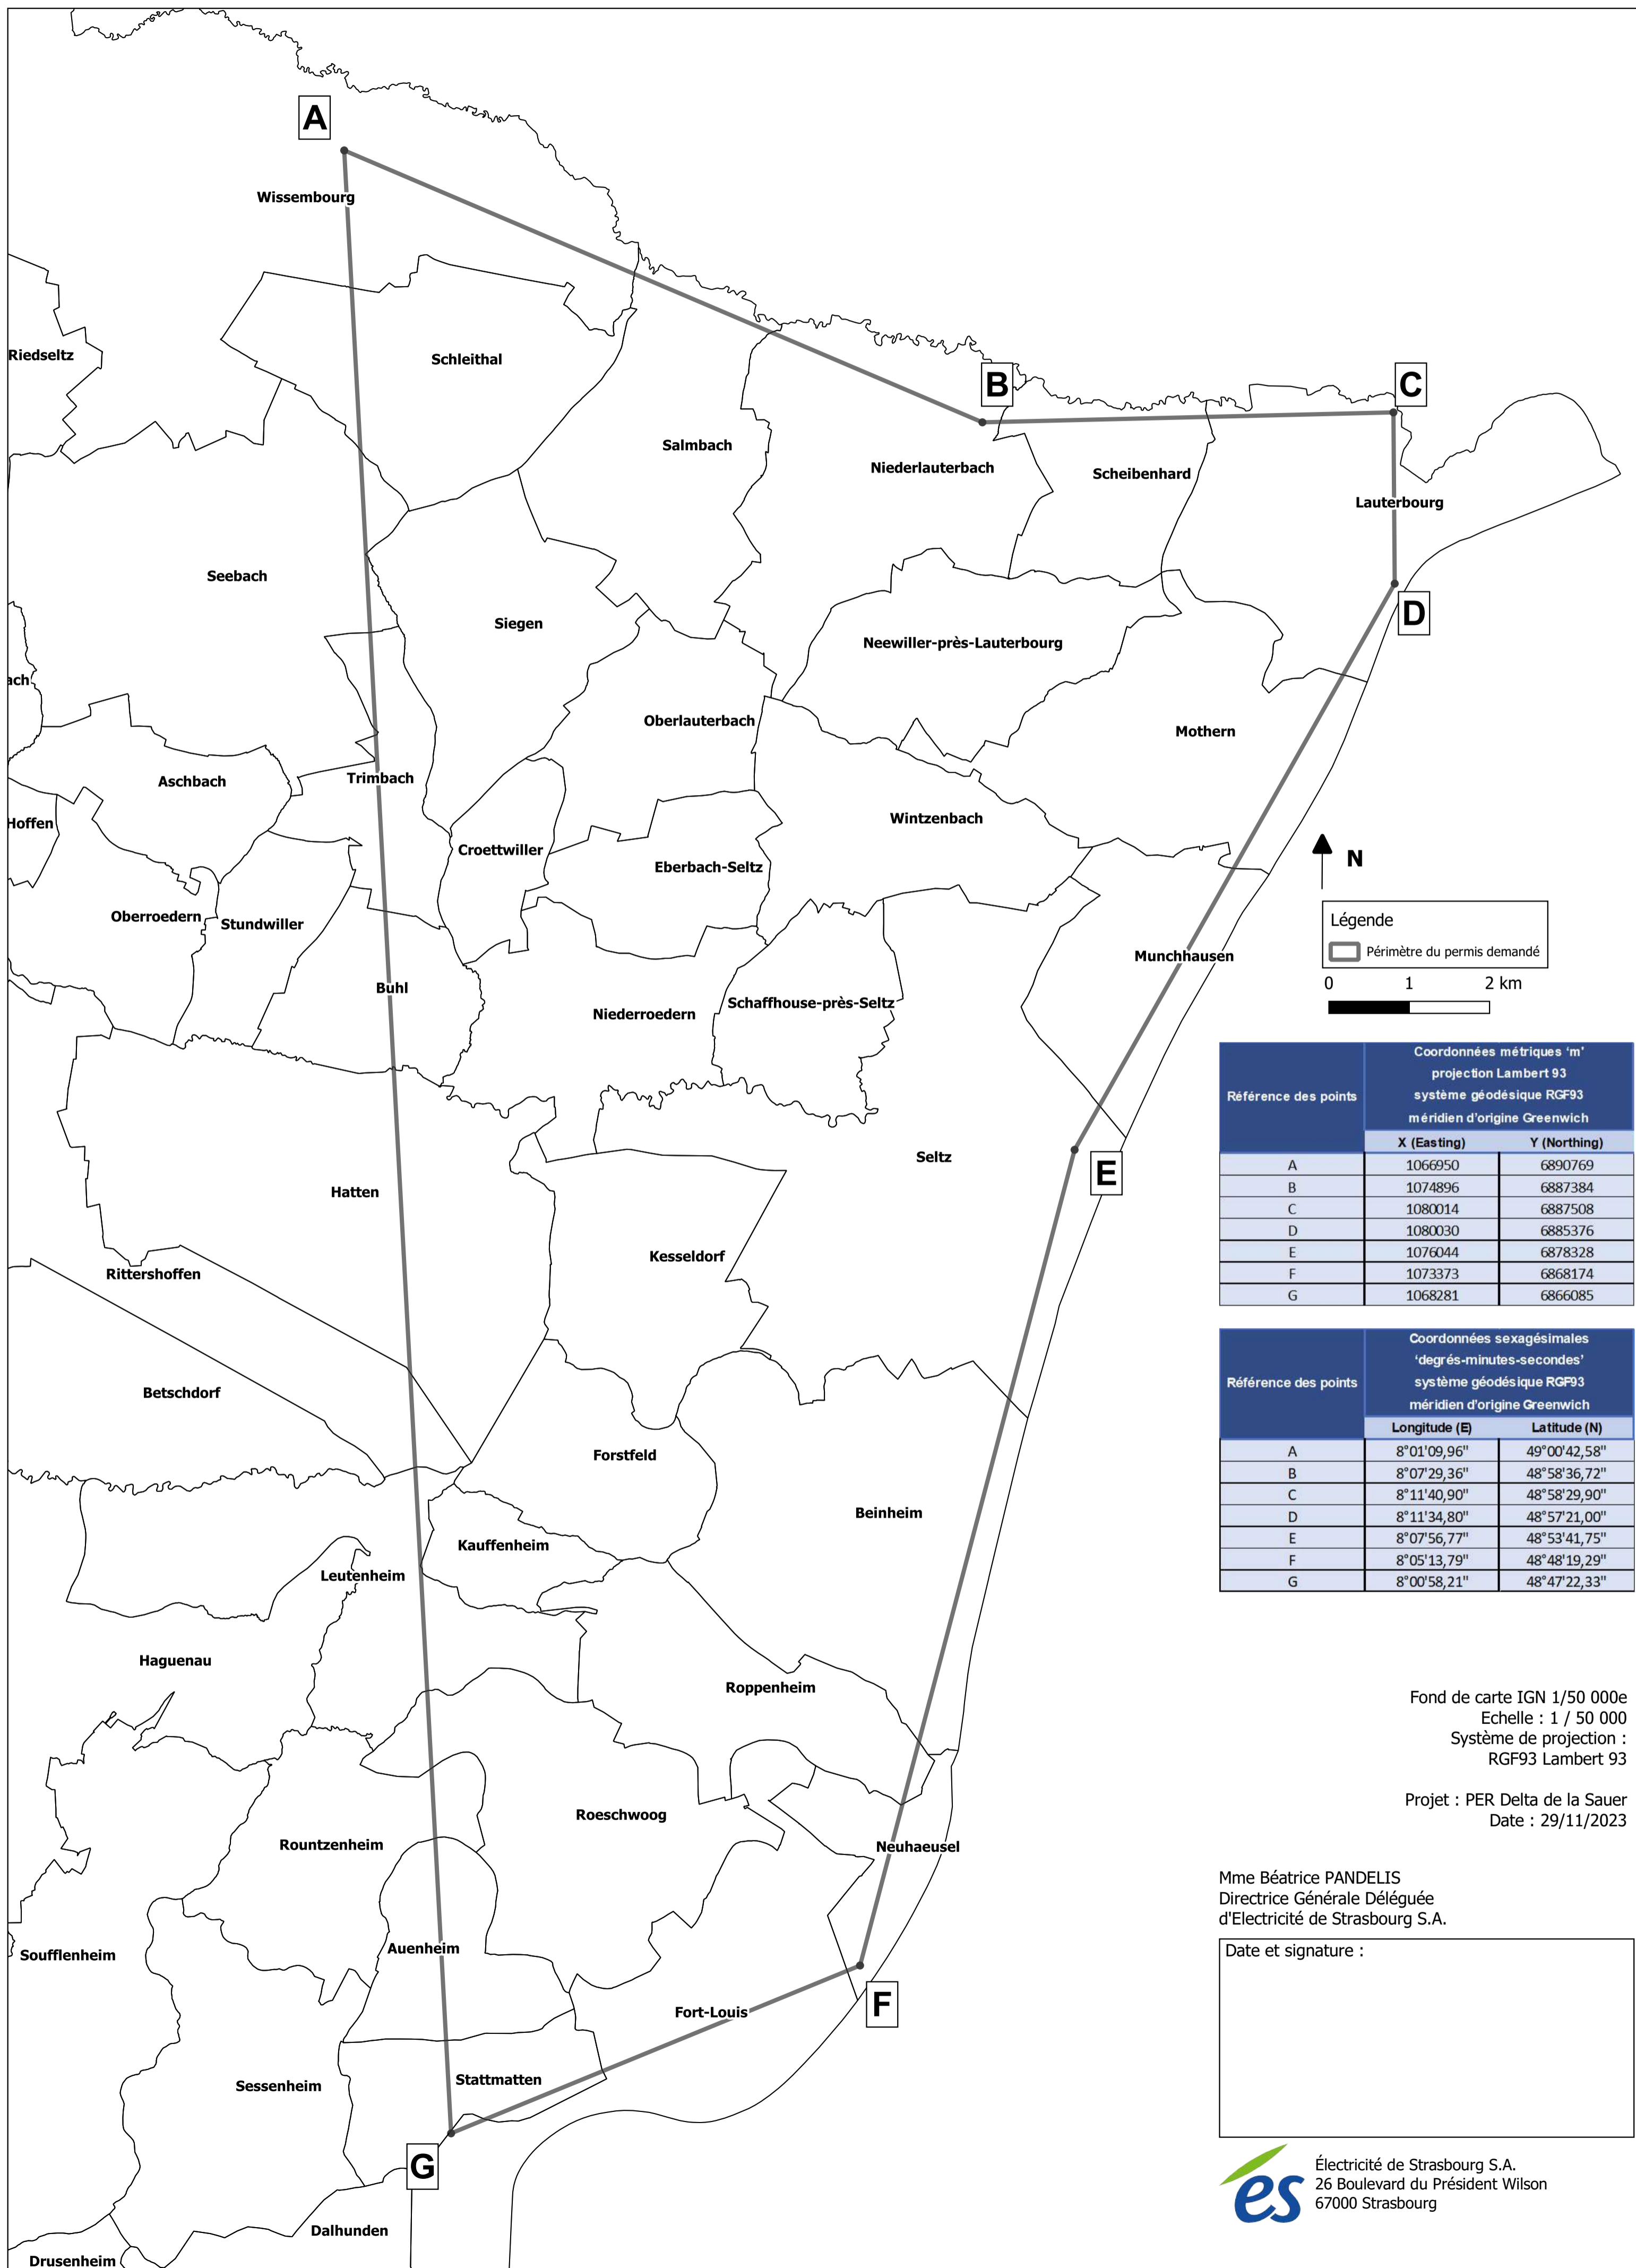 A
Wissembourg
Riedseltz
Schleithal
B
C
Salmbach
Niederlauterbach
Scheibenhard
Lauterbourg
Seebach
D
Siegen
Neewiller-près-Lauterbourg
ach
Oberlauterbach
Mothern
Aschbach
Trimbach
Hoffen
Croettwiller
Wintzenbach
Eberbach-Seltz
N
Oberroedern
Stundwiller
Légende
Périmètre du permis demandé
Munchhausen
0 1 2 km
Buhl
Niederroedern
Schaffhouse-près-Seltz
Référence des points
Coordonnées métriques 'm'
projection Lambert 93
système géodésique RGF93
méridien d'origine Greenwich
X (Easting) Y (Northing)
A 1066950 6890769
B 1074896 6887384
C 1080014 6887508
D 1080030 6885376
E 1076044 6878328
F 1073373 6868174
G 1068281 6866085
Seltz
E
Hatten
Kesseldorf
Rittershoffen
Betschdorf
Référence des points
Coordonnées sexagésimales
'degrés-minutes-secondes'
système géodésique RGF93
méridien d'origine Greenwich
Longitude (E) Latitude (N)
A 8°01'09,96" 49°00'42,58"
B 8°07'29,36" 48°58'36,72"
C 8°11'40,90" 48°58'29,90"
D 8°11'34,80" 48°57'21,00"
E 8°07'56,77" 48°53'41,75"
F 8°05'13,79" 48°48'19,29"
G 8°00'58,21" 48°47'22,33"
Forstfeld
Beinheim
Kauffenheim
Leutenheim
Haguenau
Roppenheim
Fond de carte IGN 1/50 000e
Echelle : 1 / 50 000
Système de projection :
RGF93 Lambert 93
Projet : PER Delta de la Sauer
Date : 29/11/2023
Roeschwoog
Rountzenheim
Neuhaeusel
Mme Béatrice PANDELIS
Directrice Générale Déléguée
d'Electricité de Strasbourg S.A.
Date et signature :
Soufflenheim
Auenheim
F
Fort-Louis
Stattmatten
Sessenheim
G
Dalhunden
Drusenheim
és
Électricité de Strasbourg S.A.
26 Boulevard du Président Wilson
67000 Strasbourg